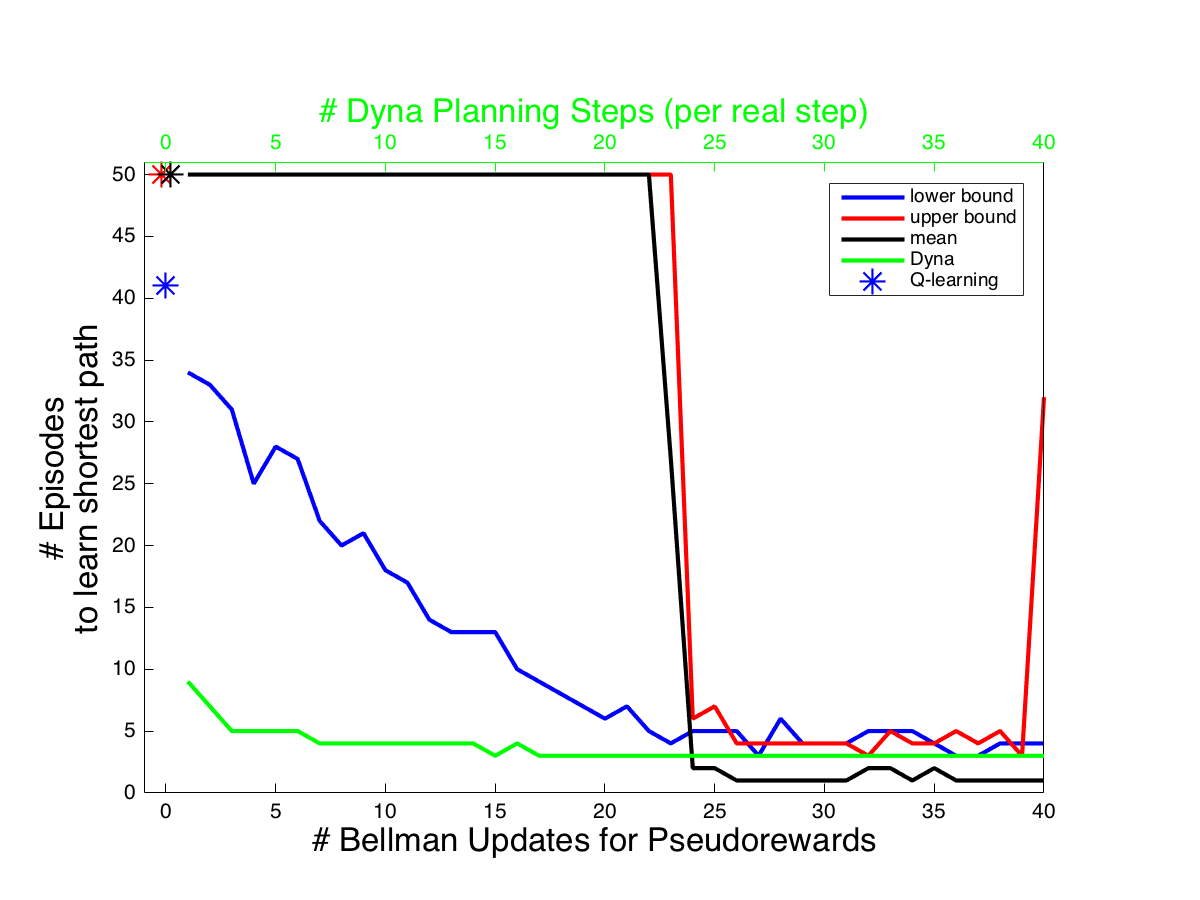 # Dyna Planning Steps (per real step)
0 5 10 15 20 25 30 35 40
50
45
40
35
30
25
20
15
10
5
0
# Episodes
to learn shortest path
lower bound
upper bound
mean
Dyna
Q-learning
0 5 10 15 20 25 30 35 40
# Bellman Updates for Pseudorewards